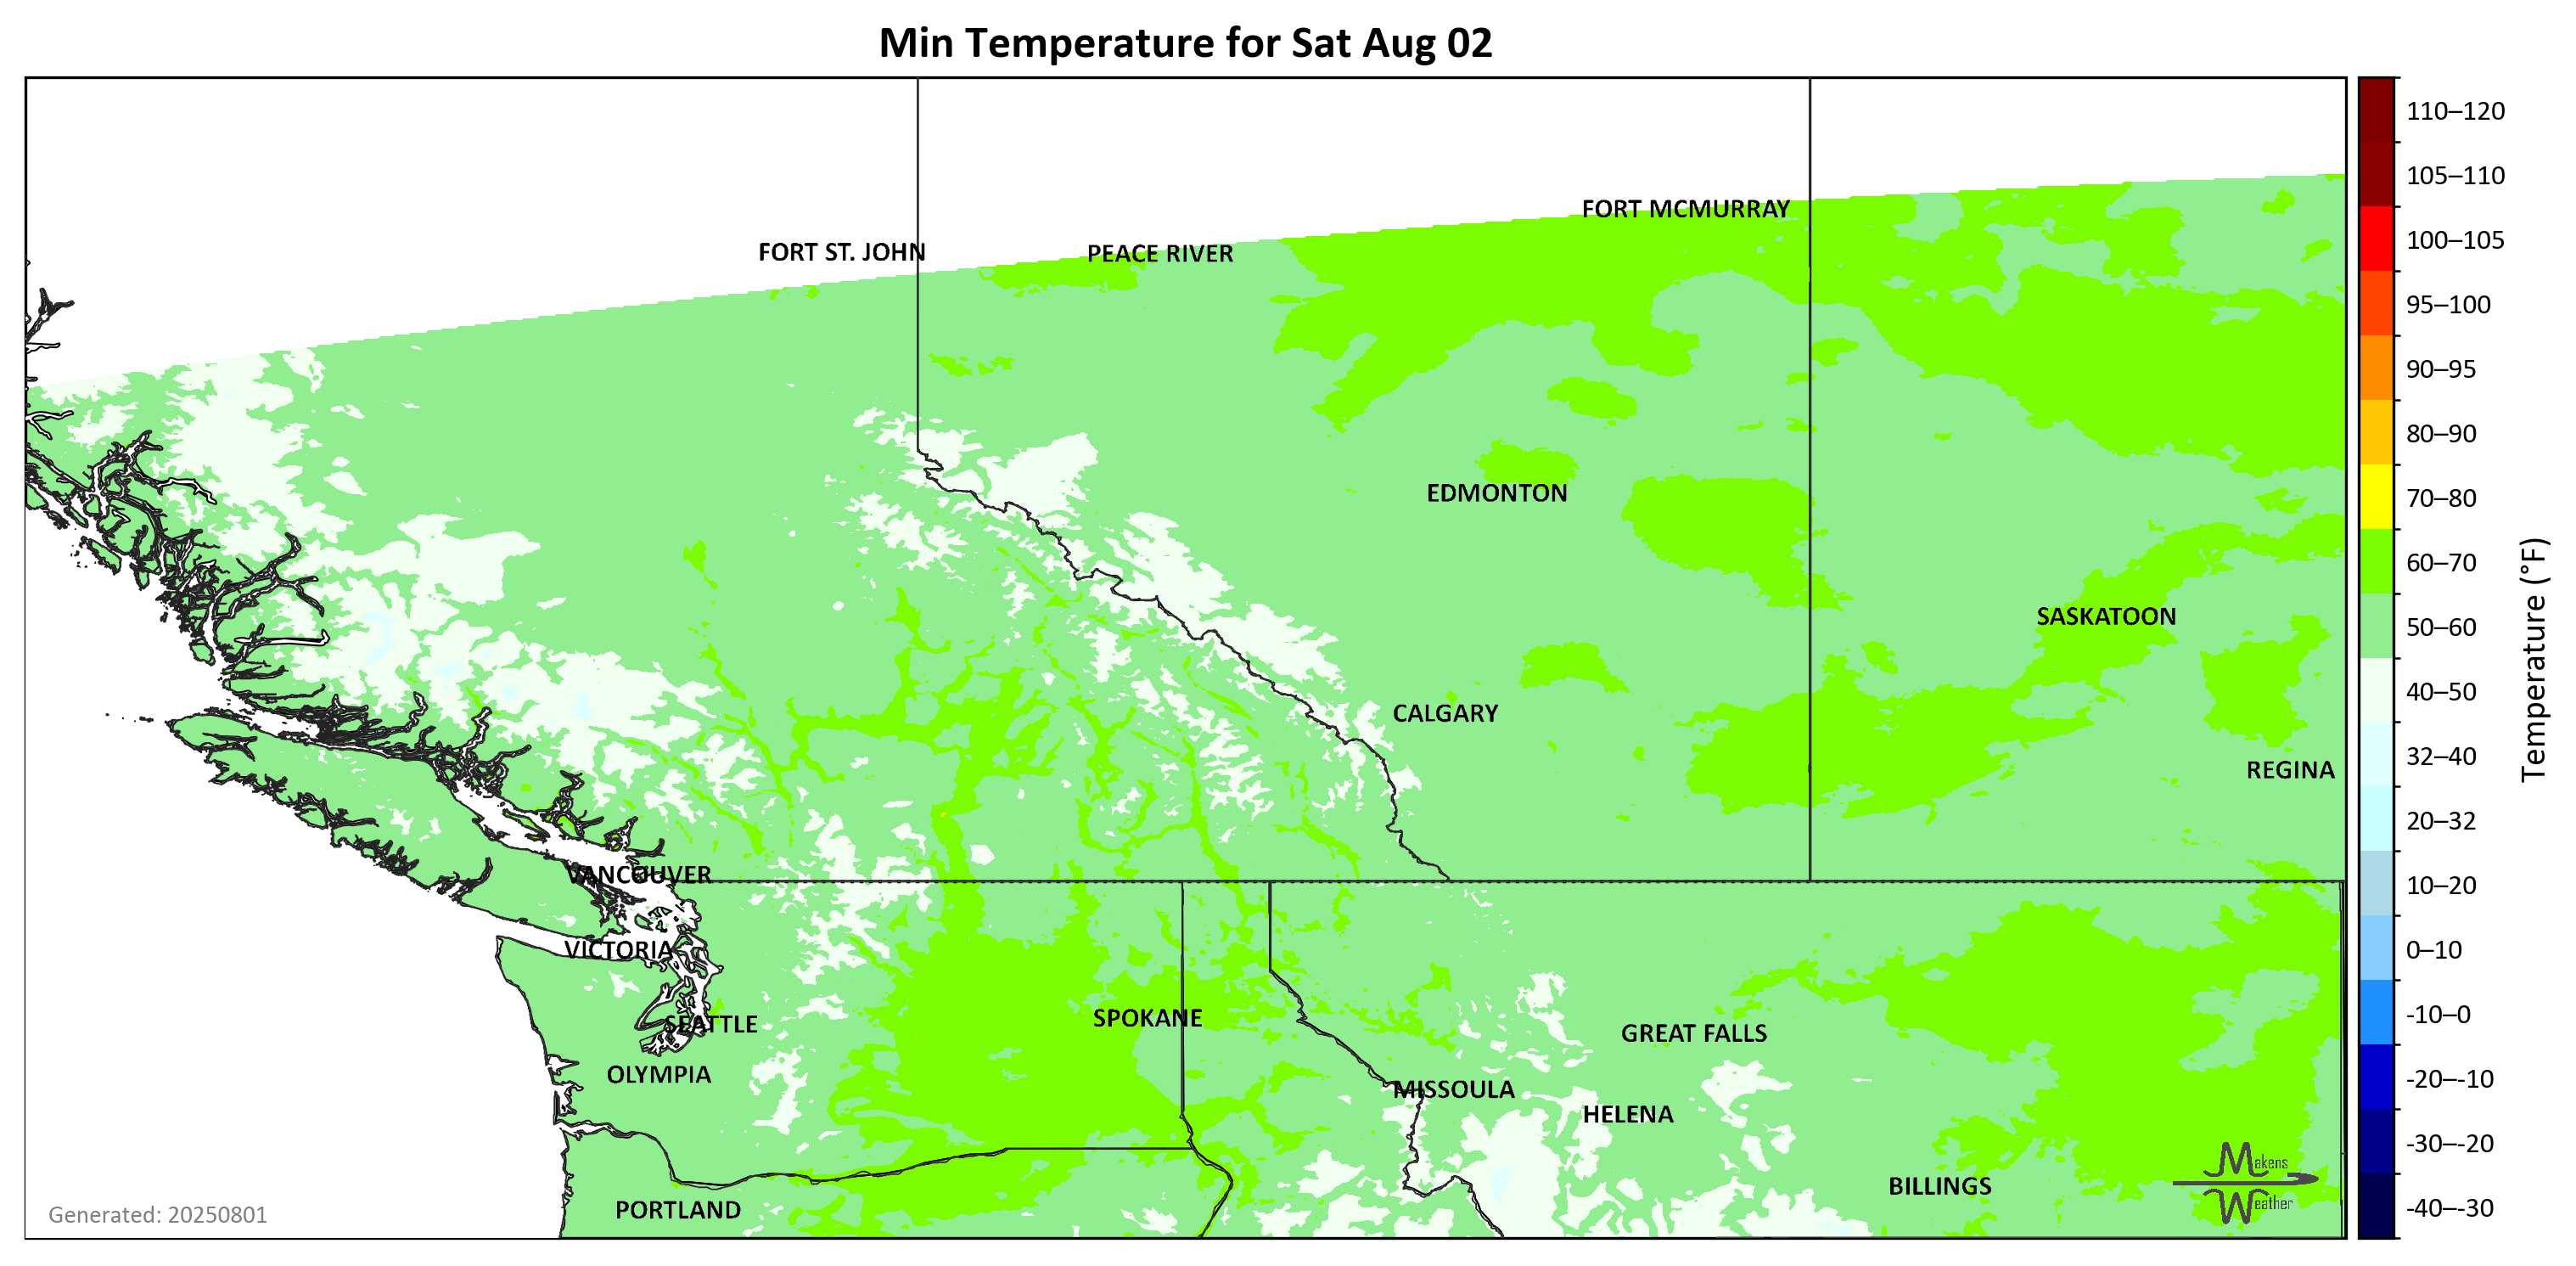 Min Temperature for Sat Aug 02
FORT MCMURRAY
FORT ST. JOHN
PEACE RIVER
EDMONTON
SASKATOON
CALGARY
REGINA
VANCOUVER
VICTORIA
SEATTLE
SPOKANE
GREAT FALLS
OLYMPIA
MISSOULA
HELENA
BILLINGS
PORTLAND
Makens
Weather
Generated: 20250801
110–120
105–110
100–105
95–100
90–95
80–90
70–80
60–70
50–60
40–50
32–40
20–32
10–20
0–10
-10–0
-20–-10
-30–-20
-40–-30
Temperature (°F)